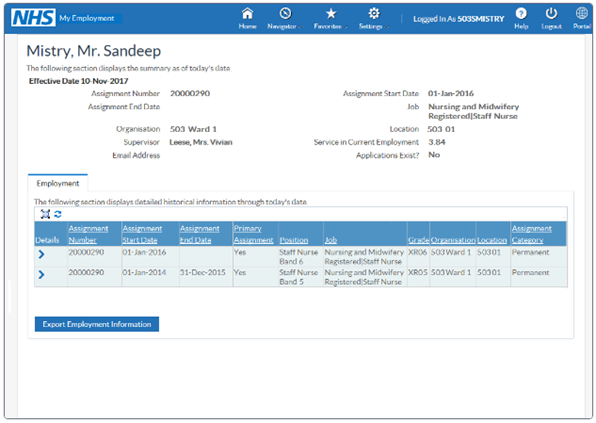 NHS My Employment
Home Navigator Favorites Settings Logged In As 503SMISTRY Help Logout Portal
Mistry, Mr. Sandeep
The following section displays the summary as of today's date.
Effective Date 10-Nov-2017
Assignment Number 20000290 Assignment Start Date 01-Jan-2016
Assignment End Date Job Nursing and Midwifery
Registered|Staff Nurse
Organisation 503 Ward 1 Location 503 01
Supervisor Leese, Mrs. Vivian Service in Current Employment 3.84
Email Address Applications Exist? No
Employment
The following section displays detailed historical information through today's date.
Assignment Assignment Assignment Primary Assignment
Details Number Start Date End Date Assignment Position Job Grade Organisation Location Category
20000290 01-Jan-2016 Yes Staff Nurse Nursing and Midwifery XR06 503 Ward 1 503 01 Permanent
Band 6 Registered|Staff Nurse
20000290 01-Jan-2014 31-Dec-2015 Yes Staff Nurse Nursing and Midwifery XR05 503 Ward 1 503 01 Permanent
Band 5 Registered|Staff Nurse
Export Employment Information